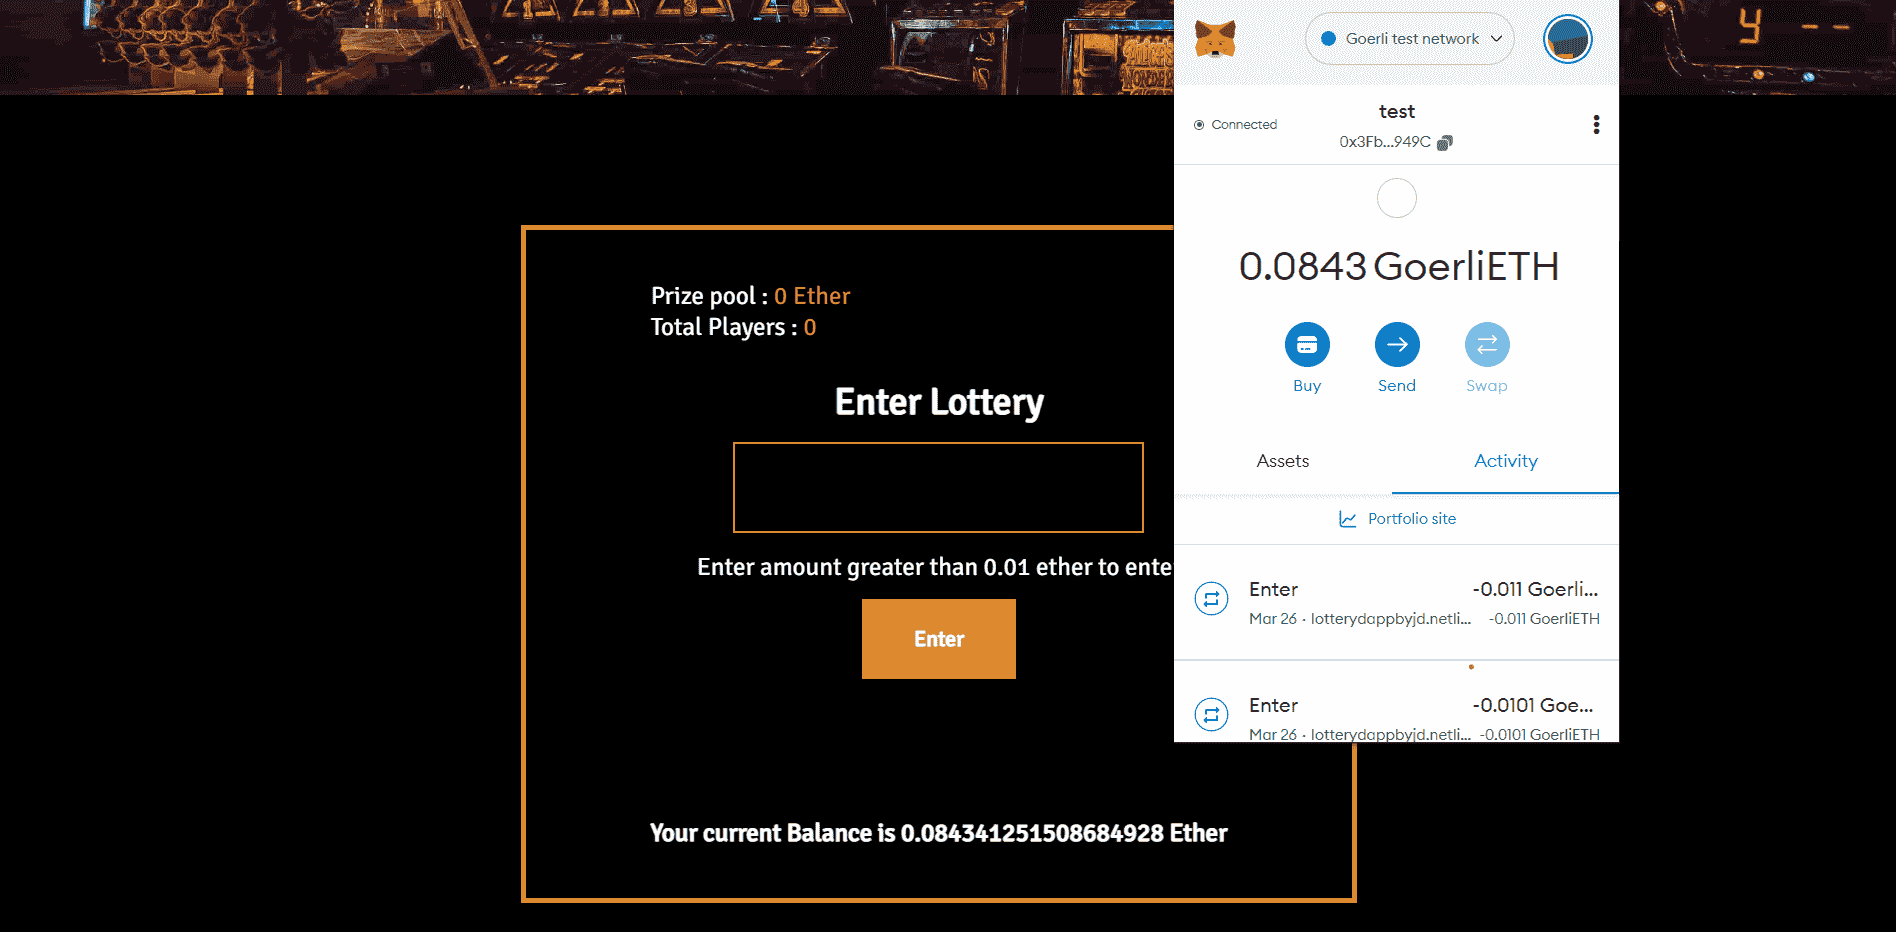 Prize pool : 0 Ether
Total Players : 0
Enter Lottery
Enter amount greater than 0.01 ether to ente
Enter
Your current Balance is 0.084341251508684928 Ether
Goerli test network
Connected
test
0x3Fb...949C
0.0843 GoerliETH
Buy
Send
Swap
Assets
Activity
Portfolio site
Enter
-0.011 Goerli...
Mar 26 · lotterydappbyjd.netli...
-0.011 GoerliETH
Enter
-0.0101 Goe...
Mar 26 · lotterydappbyjd.netli...
-0.0101 GoerliETH